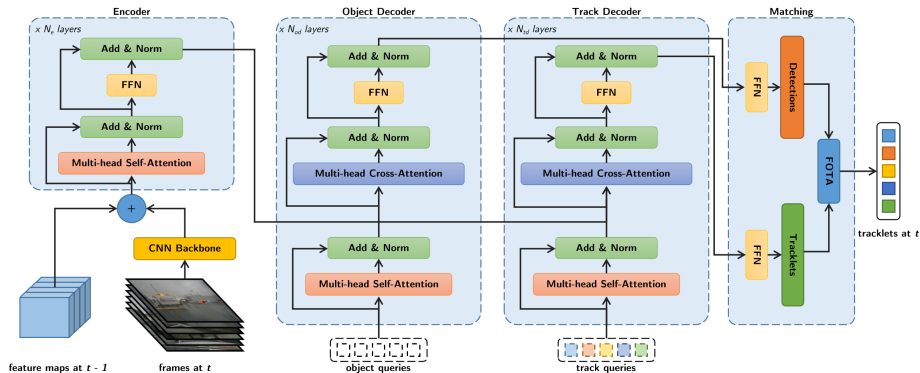 Encoder
× Nₑ layers
Add & Norm
FFN
Add & Norm
Multi-head Self-Attention
+
CNN Backbone
feature maps at t - 1
frames at t
Object Decoder
× Nod layers
Add & Norm
FFN
Add & Norm
Multi-head Cross-Attention
Add & Norm
Multi-head Self-Attention
object queries
Track Decoder
× Ntd layers
Add & Norm
FFN
Add & Norm
Multi-head Cross-Attention
Add & Norm
Multi-head Self-Attention
track queries
Matching
FFN
Detections
FOTA
FFN
Tracklets
tracklets at t